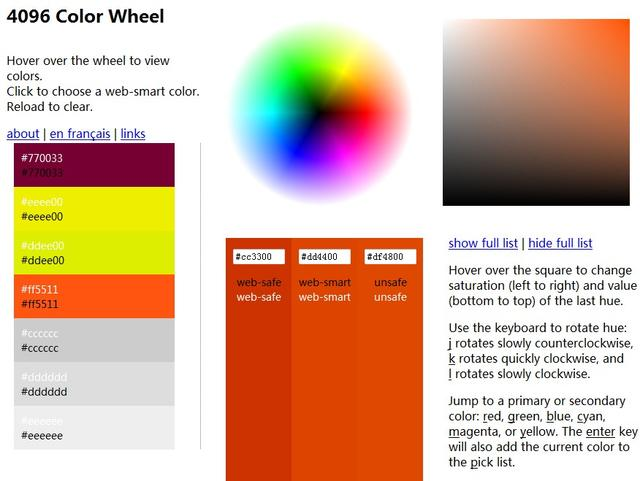 4096 Color Wheel
Hover over the wheel to view
colors.
Click to choose a web-smart color.
Reload to clear.
about | en français | links
#770033
#770033
#eeee00
#eeee00
#ddee00
#ddee00
#ff5511
#ff5511
#cccccc
#cccccc
#dddddd
#dddddd
#eeeeee
#eeeeee
#cc3300 #dd4400 #df4800
web-safe web-smart unsafe
web-safe web-smart unsafe
show full list | hide full list
Hover over the square to change
saturation (left to right) and value
(bottom to top) of the last hue.
Use the keyboard to rotate hue:
j rotates slowly counterclockwise,
k rotates quickly clockwise, and
l rotates slowly clockwise.
Jump to a primary or secondary
color: red, green, blue, cyan,
magenta, or yellow. The enter key
will also add the current color to
the pick list.